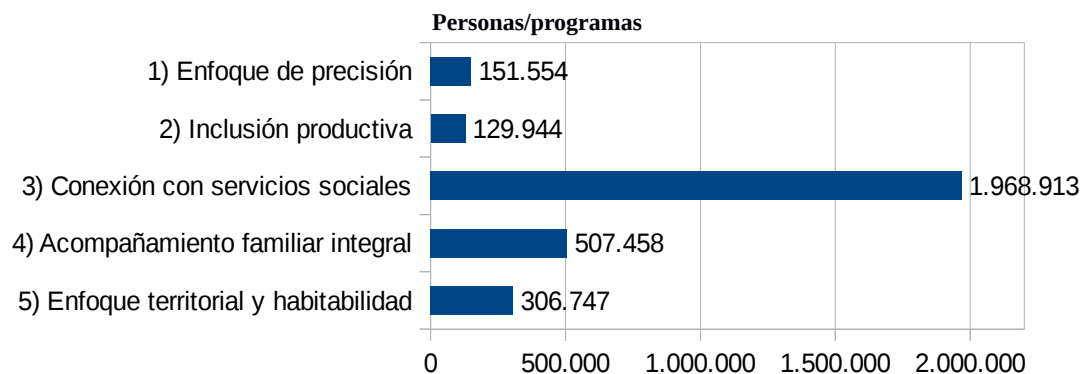 Personas/programas
1) Enfoque de precisión 151.554
2) Inclusión productiva 129.944
3) Conexión con servicios sociales 1.968.913
4) Acompañamiento familiar integral 507.458
5) Enfoque territorial y habitabilidad 306.747
0 500.000 1.000.000 1.500.000 2.000.000